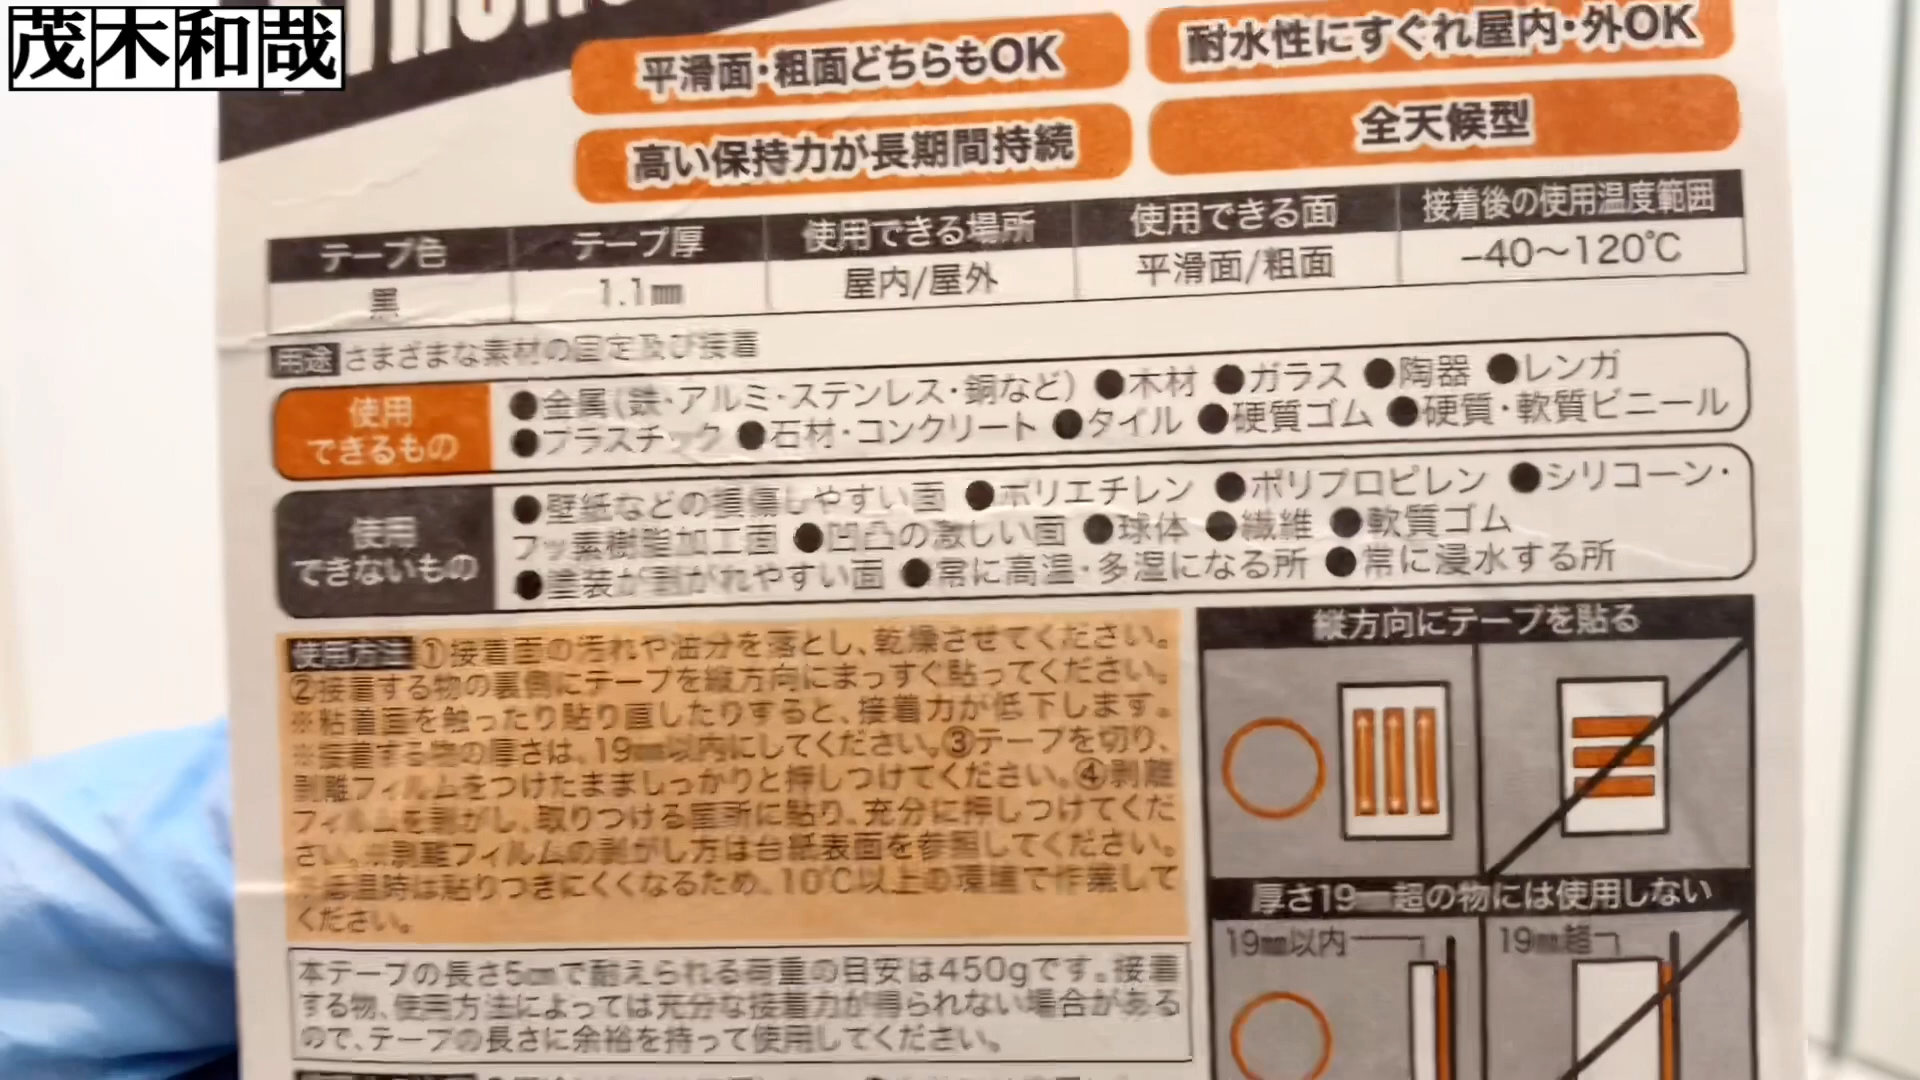 茂木和哉
平滑面・粗面どちらもOK
耐水性にすぐれ屋内・外OK
高い保持力が長期間持続
全天候型
テープ色 テープ厚 使用できる場所 使用できる面 接着後の使用温度範囲
黒 1.1㎜ 屋内/屋外 平滑面/粗面 −40〜120℃
用途 さまざまな素材の固定及び接着
使用
できるもの
●金属(鉄・アルミ・ステンレス・銅など) ●木材 ●ガラス ●陶器 ●レンガ
●プラスチック ●石材・コンクリート ●タイル ●硬質ゴム ●硬質・軟質ビニール
使用
できないもの
●壁紙などの損傷しやすい面 ●ポリエチレン ●ポリプロピレン ●シリコーン・
フッ素樹脂加工面 ●凹凸の激しい面 ●球体 ●繊維 ●軟質ゴム
●塗装が剥がれやすい面 ●常に高温・多湿になる所 ●常に浸水する所
使用方法 ①接着面の汚れや油分を落とし、乾燥させてください。
②接着する物の裏側にテープを縦方向にまっすぐ貼ってください。
※粘着面を触ったり貼り直したりすると、接着力が低下します。
※接着する物の厚さは、19㎜以内にしてください。③テープを切り、
剥離フィルムをつけたまましっかりと押しつけてください。④剥離
フィルムを剥がし、取りつける箇所に貼り、充分に押しつけてくだ
さい。※剥離フィルムの剥がし方は台紙表面を参照してください。
※低温時は貼りつきにくくなるため、10℃以上の環境で作業して
ください。
本テープの長さ5㎝で耐えられる荷重の目安は450gです。接着
する物、使用方法によっては充分な接着力が得られない場合がある
ので、テープの長さに余裕を持って使用してください。
縦方向にテープを貼る
厚さ19㎜超の物には使用しない
19㎜以内 19㎜超